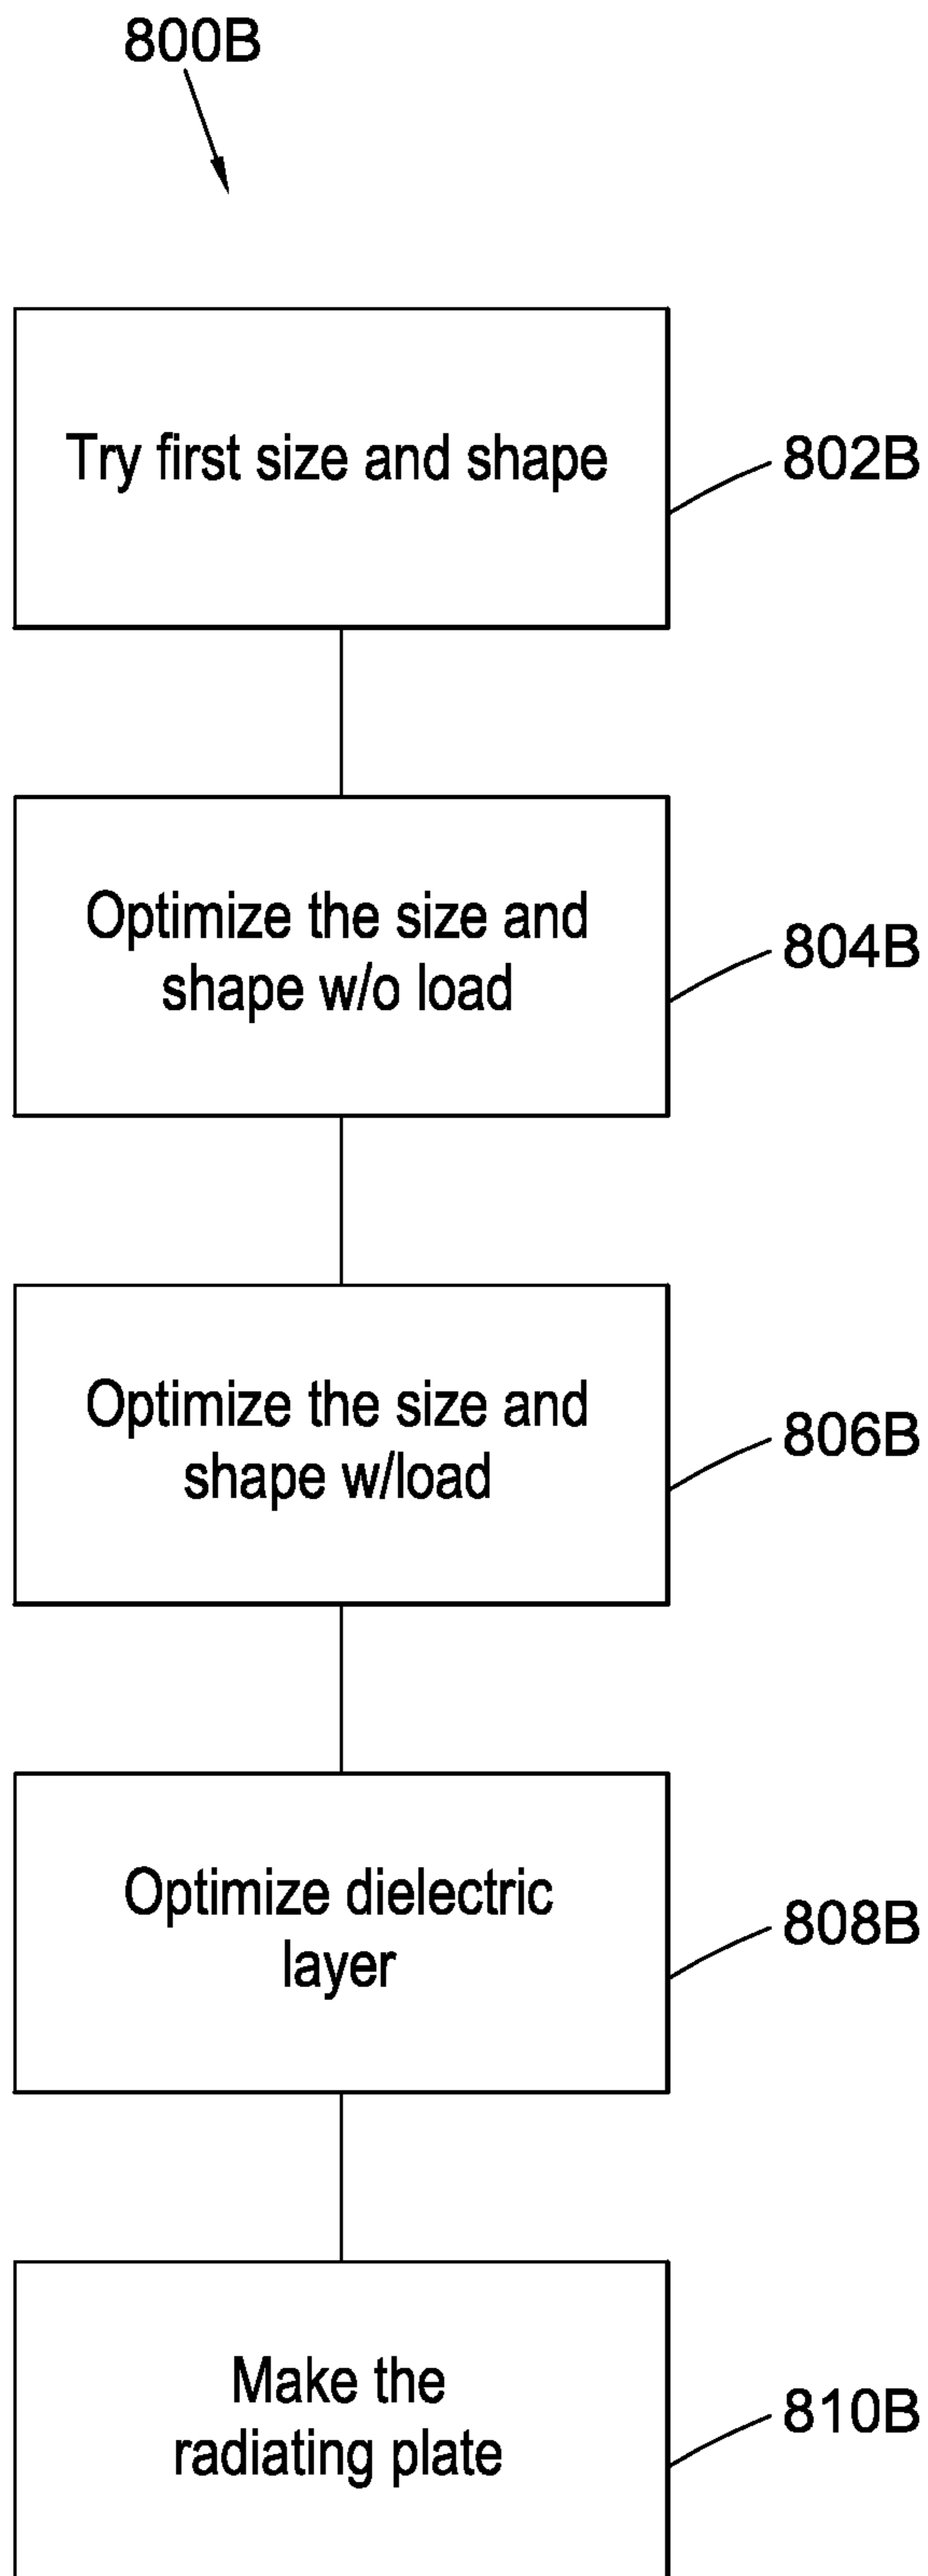 800B
Try first size and shape
802B
Optimize the size and
shape w/o load
804B
Optimize the size and
shape w/load
806B
Optimize dielectric
layer
808B
Make the
radiating plate
810B